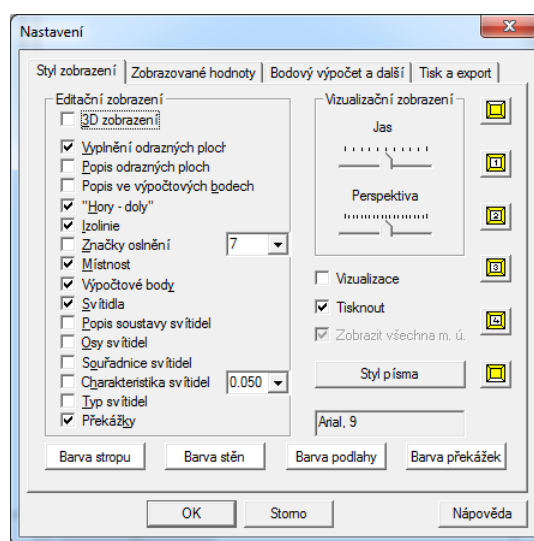 Nastavení
Styl zobrazení
Zobrazované hodnoty
Bodový výpočet a další
Tisk a export
Editační zobrazení
3D zobrazení
Vyplnění odrazných ploch
Popis odrazných ploch
Popis ve výpočtových bodech
"Hory - doly"
Izolinie
Značky oslnění
7
Místnost
Výpočtové body
Svítidla
Popis soustavy svítidel
Osy svítidel
Souřadnice svítidel
Charakteristika svítidel
0.050
Typ svítidel
Překážky
Vizualizační zobrazení
Jas
Perspektiva
Vizualizace
Tisknout
Zobrazit všechna m. ú.
Styl písma
Arial, 9
1
2
3
4
Barva stropu
Barva stěn
Barva podlahy
Barva překážek
OK
Storno
Nápověda